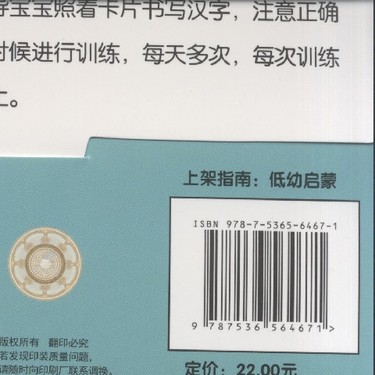 宝宝照着卡片书写汉字，注意正确
时候进行训练，每天多次，每次训练
上。
上架指南：低幼启蒙
ISBN 978-7-5365-6467-1
9 787536 564671 >
版权所有 翻印必究
若发现印装质量问题，
请随时向印刷厂联系调换。
定价：22.00元